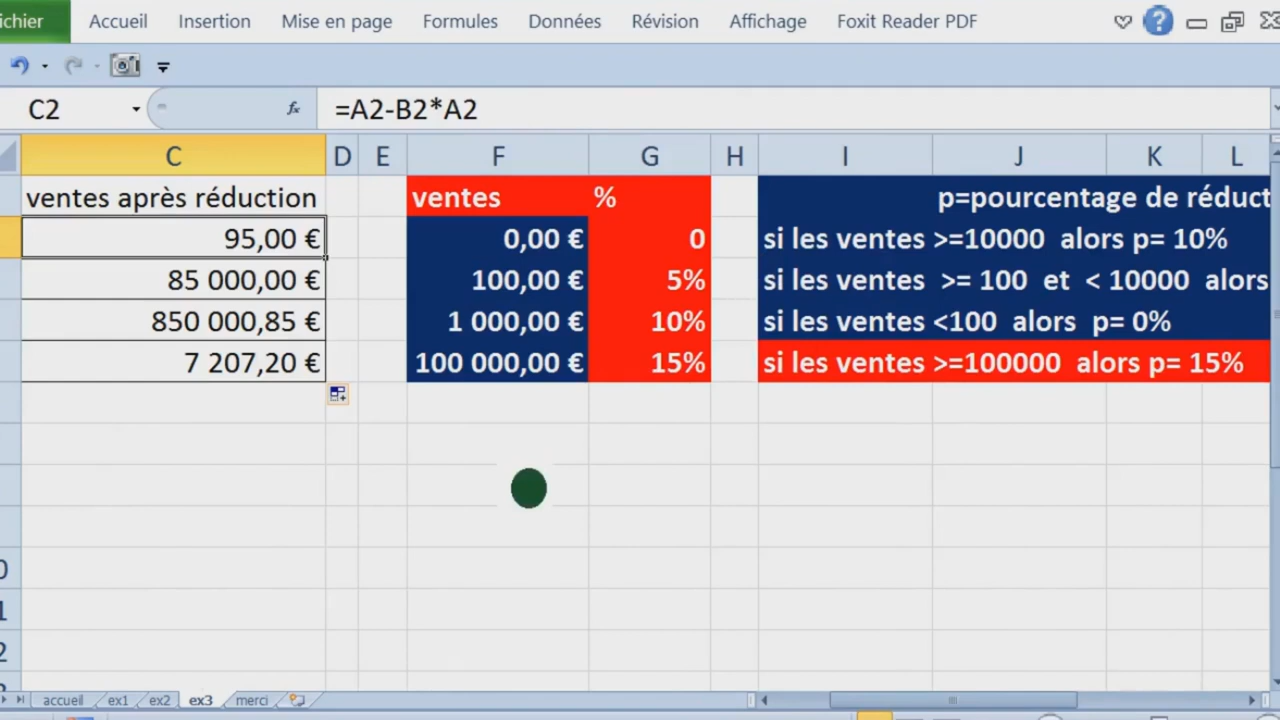 ichier Accueil Insertion Mise en page Formules Données Révision Affichage Foxit Reader PDF
C2 fx =A2-B2*A2
C D E F G H I J K L
ventes après réduction ventes % p=pourcentage de réduct
95,00 € 0,00 € 0 si les ventes >=10000 alors p= 10%
85 000,00 € 100,00 € 5% si les ventes >= 100 et < 10000 alors
850 000,85 € 1 000,00 € 10% si les ventes <100 alors p= 0%
7 207,20 € 100 000,00 € 15% si les ventes >=100000 alors p= 15%
0
1
2
accueil ex1 ex2 ex3 merci